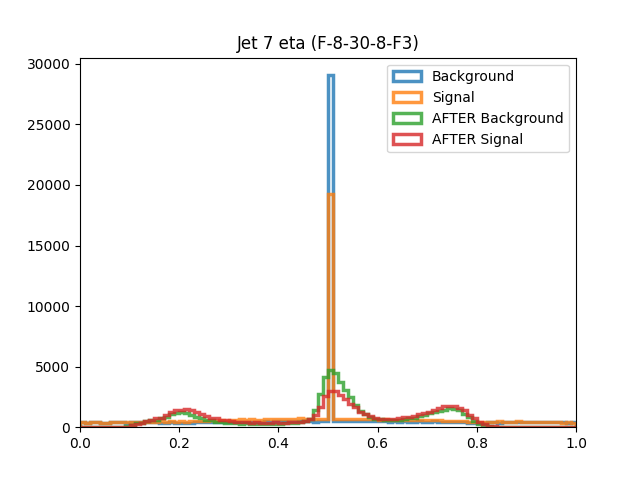 Jet 7 eta (F-8-30-8-F3)
30000
25000
20000
15000
10000
5000
0
0.0 0.2 0.4 0.6 0.8 1.0
Background
Signal
AFTER Background
AFTER Signal